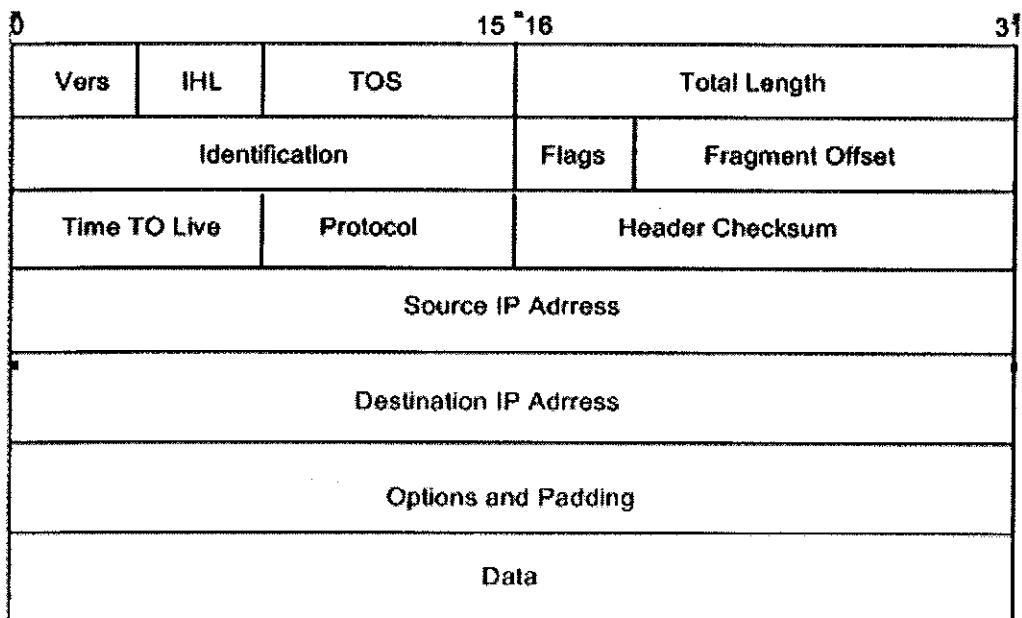 0 15 16 31
Vers IHL TOS Total Length
Identification Flags Fragment Offset
Time TO Live Protocol Header Checksum
Source IP Adrress
Destination IP Adrress
Options and Padding
Data